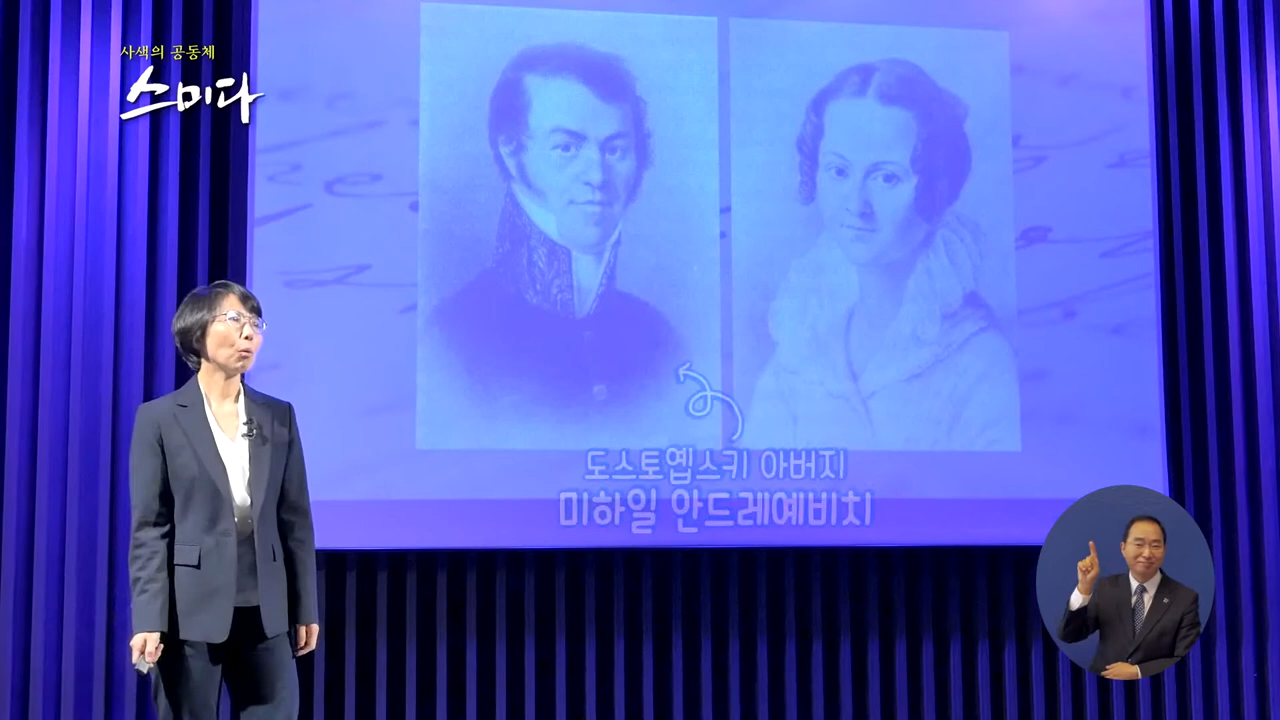 사색의 공동체
스미다
도스토옙스키 아버지
미하일 안드레예비치